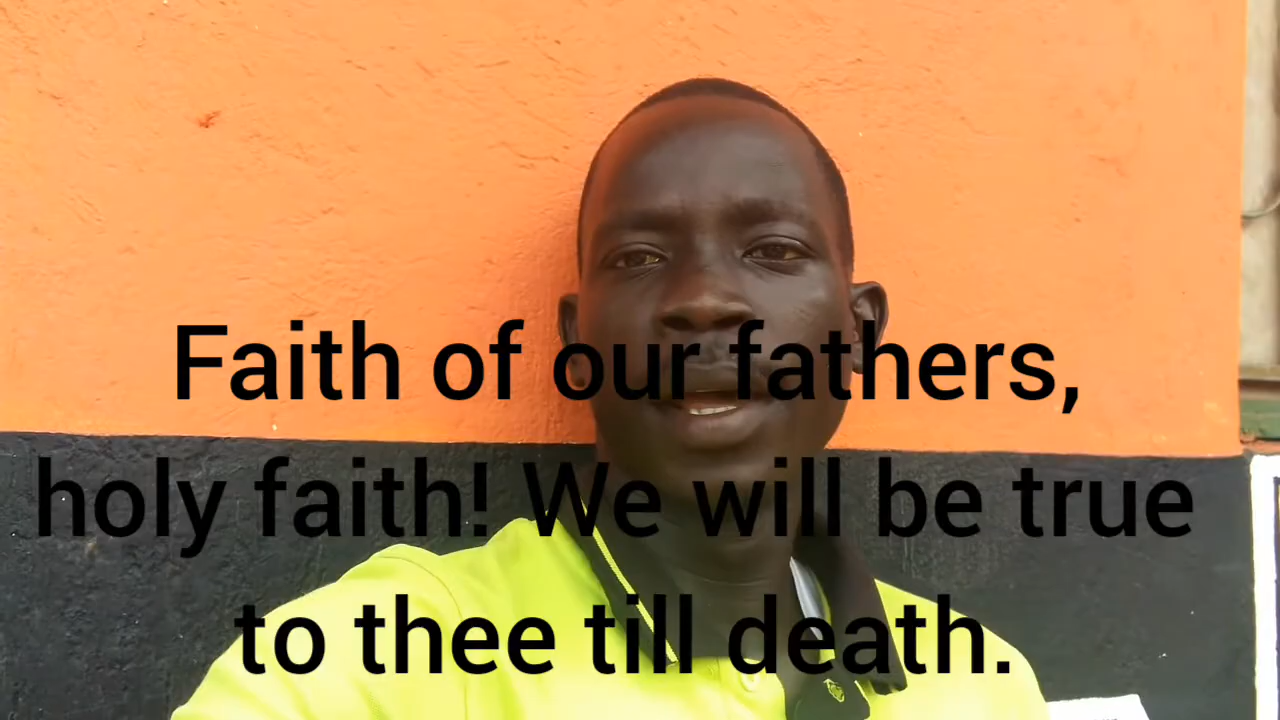 Faith of our fathers,
holy faith! We will be true
to thee till death.